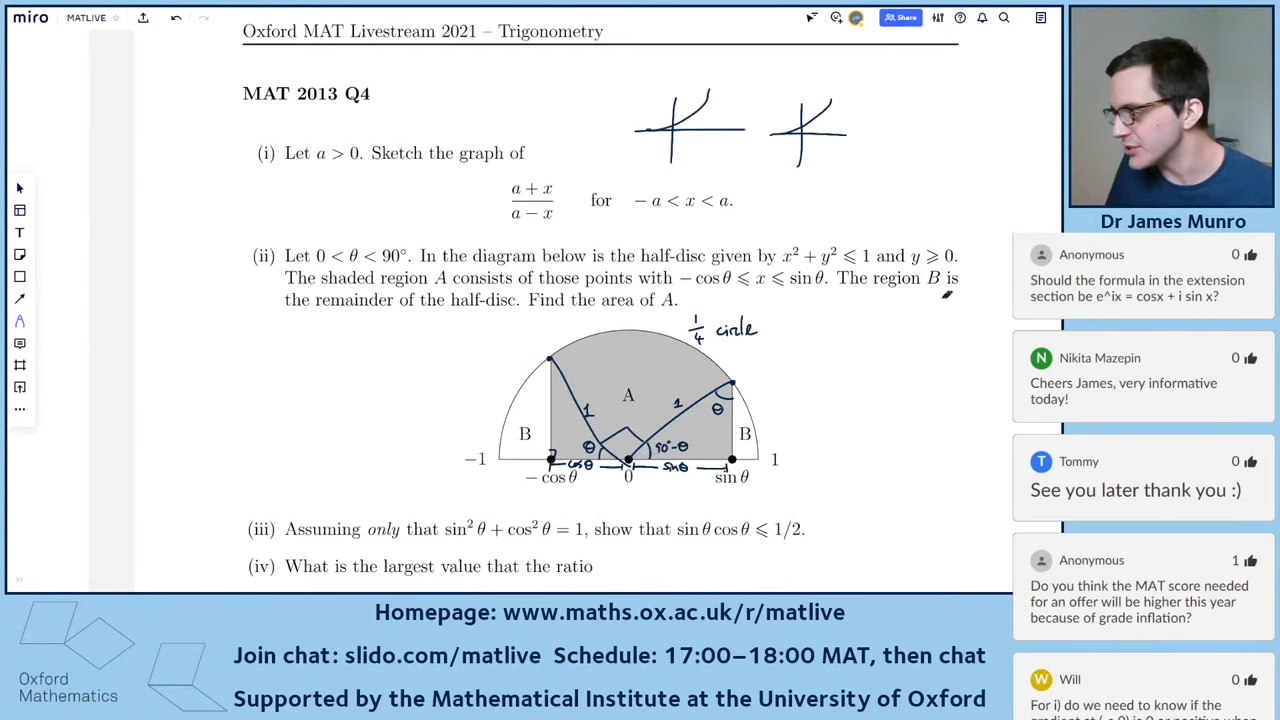 miro
MATLIVE
Share
Oxford MAT Livestream 2021 – Trigonometry
MAT 2013 Q4
(i) Let a > 0. Sketch the graph of
a + x
a − x
for − a < x < a.
(ii) Let 0 < θ < 90°. In the diagram below is the half-disc given by x² + y² ⩽ 1 and y ⩾ 0.
The shaded region A consists of those points with − cos θ ⩽ x ⩽ sin θ. The region B is
the remainder of the half-disc. Find the area of A.
1/4 circle
A
1
1
θ
B
θ
90°-θ
B
−1
cosθ
sinθ
1
− cos θ
0
sin θ
(iii) Assuming only that sin² θ + cos² θ = 1, show that sin θ cos θ ⩽ 1/2.
(iv) What is the largest value that the ratio
Dr James Munro
Anonymous
0
Should the formula in the extension
section be e^ix = cosx + i sin x?
N
Nikita Mazepin
0
Cheers James, very informative
today!
T
Tommy
0
See you later thank you :)
Anonymous
1
Do you think the MAT score needed
for an offer will be higher this year
because of grade inflation?
W
Will
0
For i) do we need to know if the
Oxford
Mathematics
Homepage: www.maths.ox.ac.uk/r/matlive
Join chat: slido.com/matlive Schedule: 17:00–18:00 MAT, then chat
Supported by the Mathematical Institute at the University of Oxford